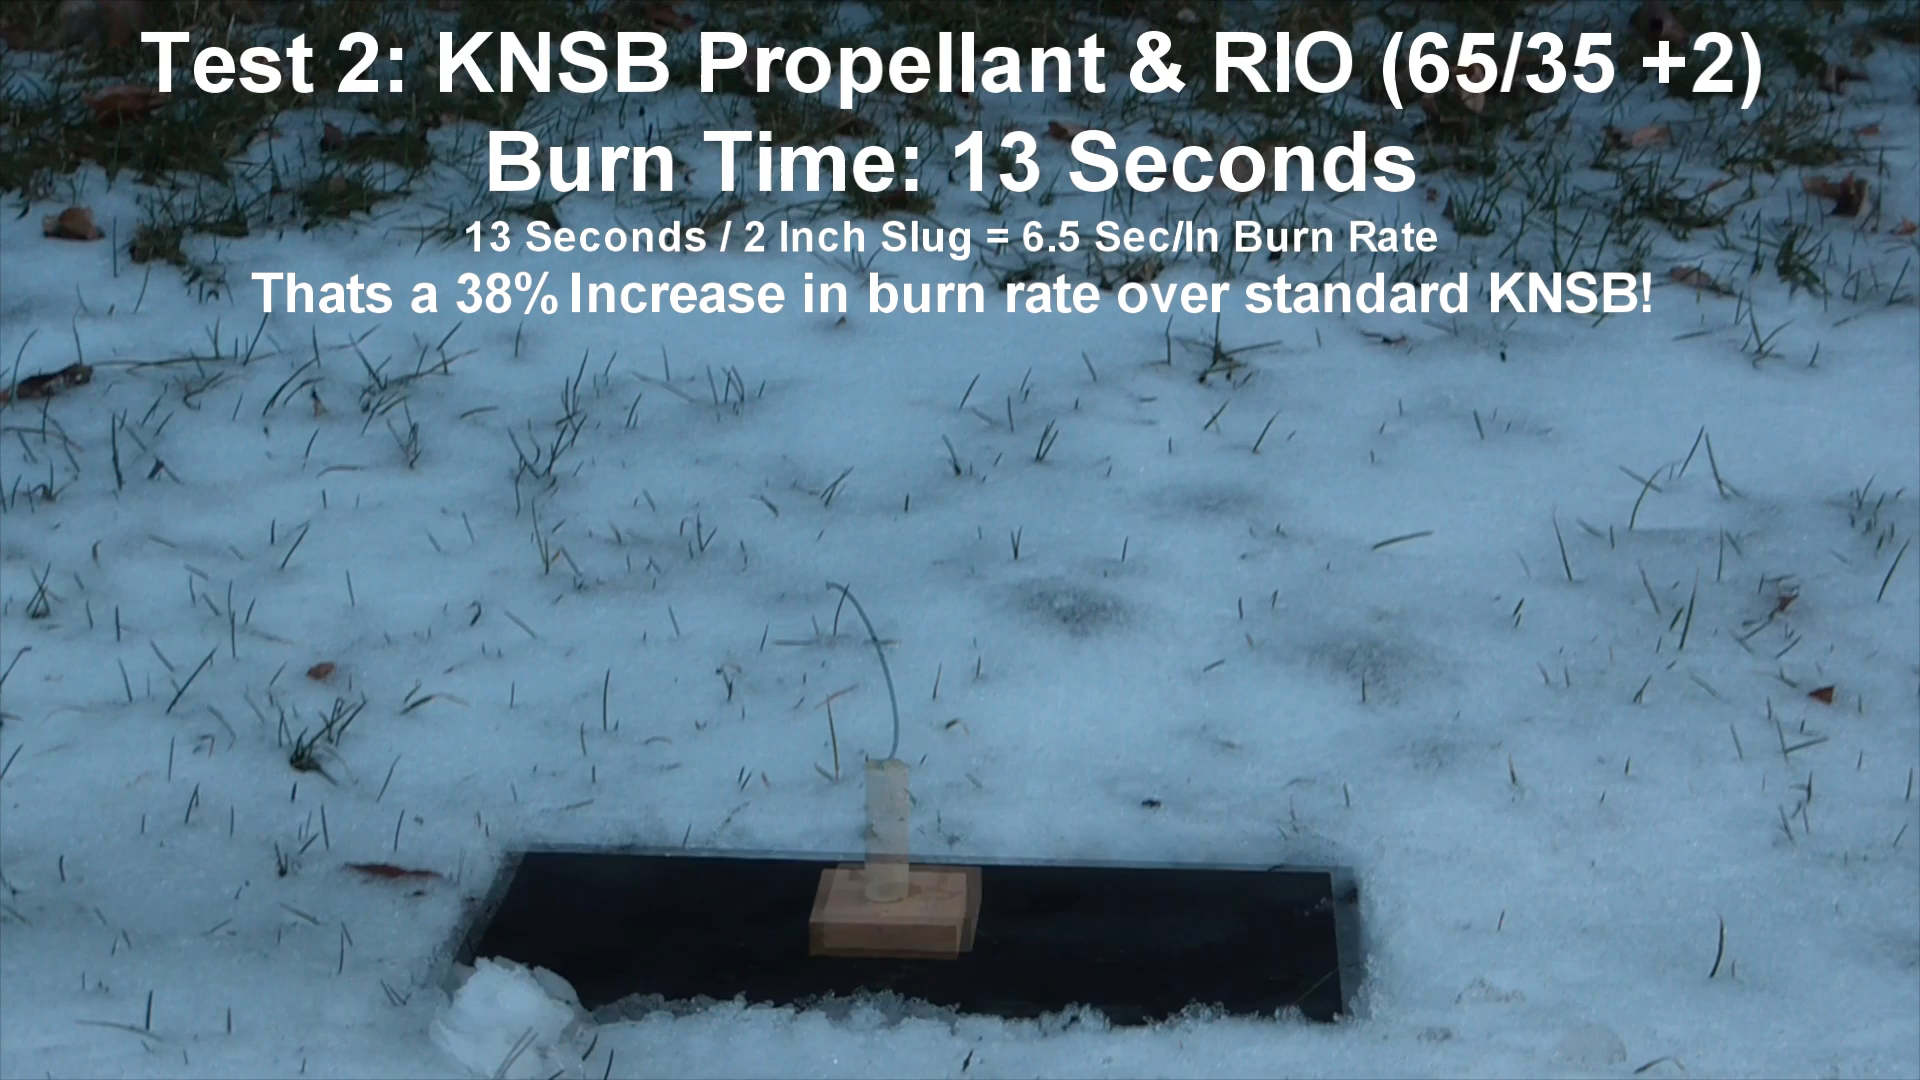 Test 2: KNSB Propellant & RIO (65/35 +2)
Burn Time: 13 Seconds
13 Seconds / 2 Inch Slug = 6.5 Sec/In Burn Rate
Thats a 38% Increase in burn rate over standard KNSB!